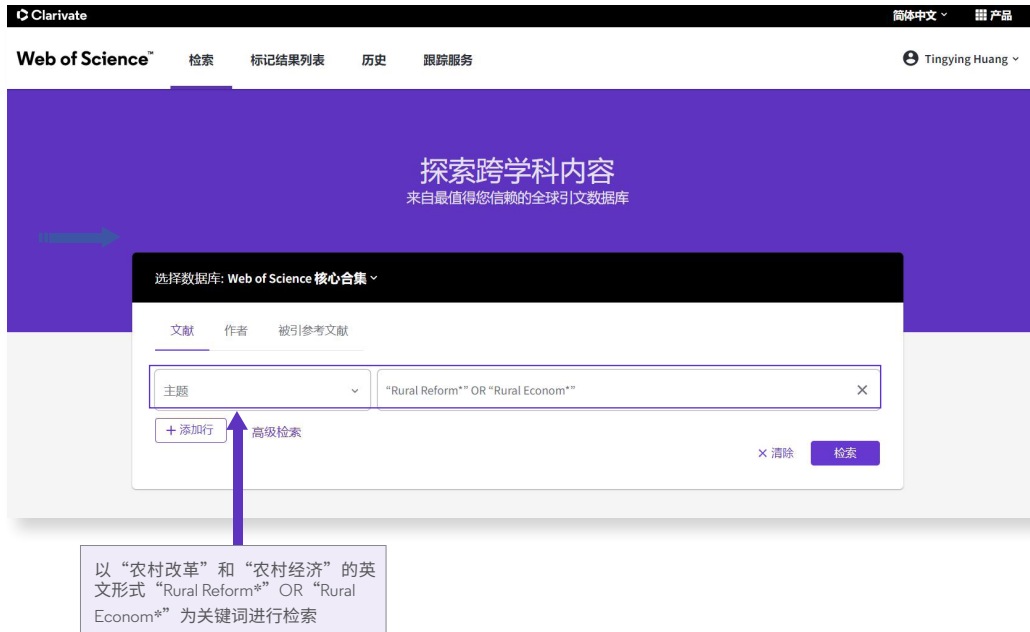 Clarivate
简体中文
产品
Web of Science™
检索
标记结果列表
历史
跟踪服务
Tingying Huang
探索跨学科内容
来自最值得您信赖的全球引文数据库
选择数据库: Web of Science 核心合集
文献
作者
被引参考文献
主题
“Rural Reform*” OR “Rural Econom*”
+ 添加行
高级检索
× 清除
检索
以“农村改革”和“农村经济”的英
文形式“Rural Reform*”OR“Rural
Econom*”为关键词进行检索